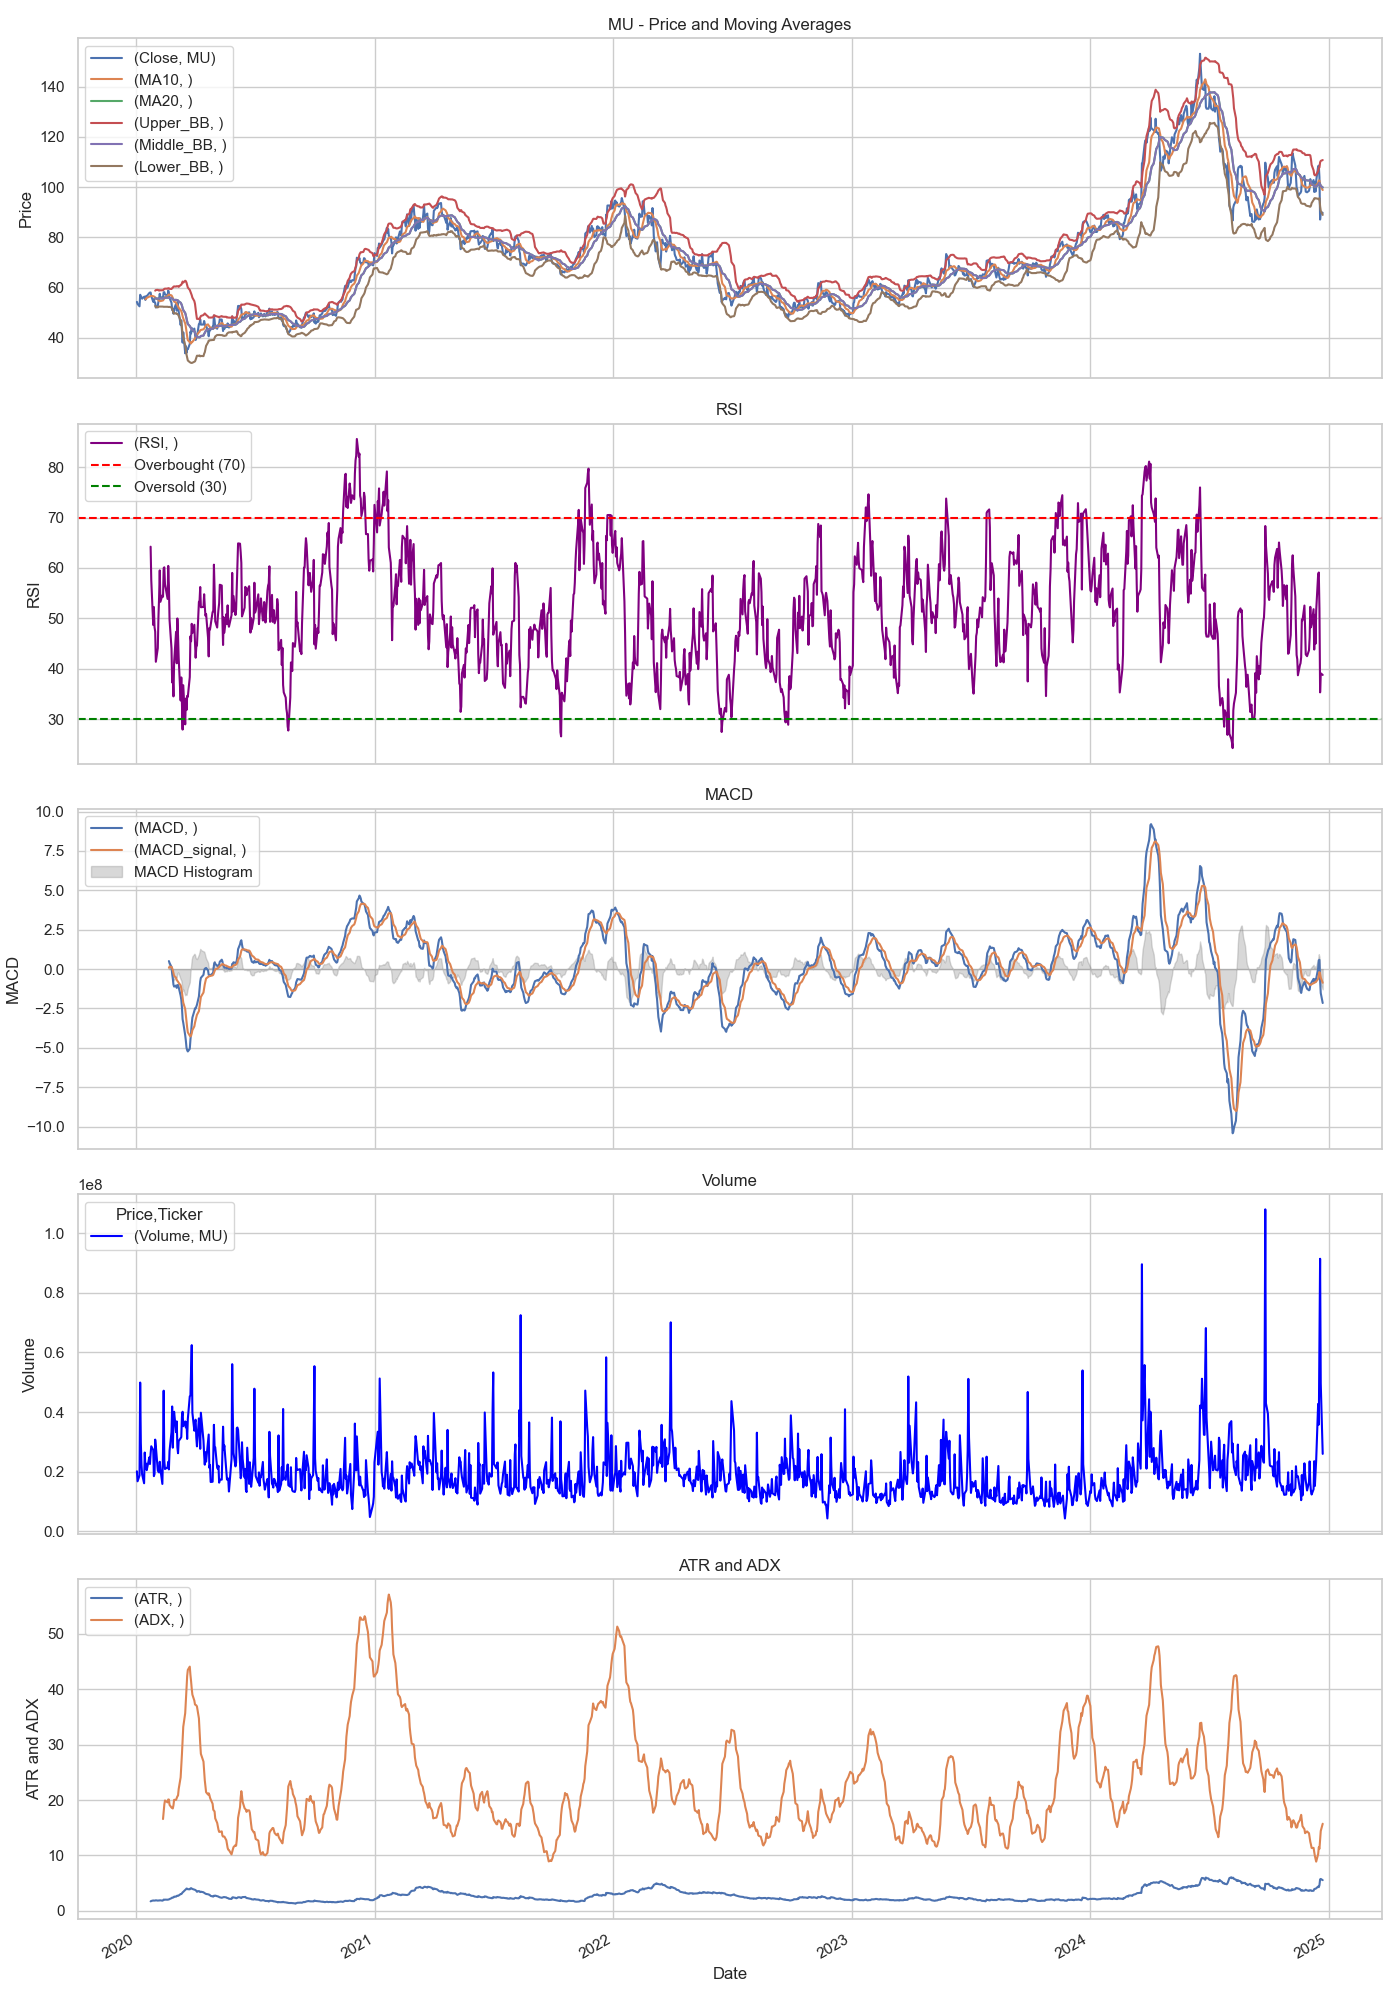 MU - Price and Moving Averages
(Close, MU)
(MA10, )
(MA20, )
(Upper_BB, )
(Middle_BB, )
(Lower_BB, )
140
120
100
80
60
40
Price
RSI
(RSI, )
Overbought (70)
Oversold (30)
80
70
60
50
40
30
RSI
MACD
(MACD, )
(MACD_signal, )
MACD Histogram
10.0
7.5
5.0
2.5
0.0
−2.5
−5.0
−7.5
−10.0
MACD
1e8
Volume
Price,Ticker
(Volume, MU)
1.0
0.8
0.6
0.4
0.2
0.0
Volume
ATR and ADX
(ATR, )
(ADX, )
50
40
30
20
10
0
ATR and ADX
2020
2021
2022
2023
2024
2025
Date